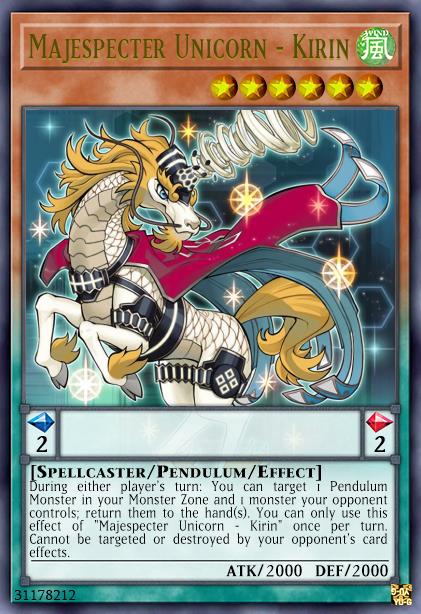 MAJESPECTER UNICORN - KIRIN
WIND
風
2
2
[SPELLCASTER/PENDULUM/EFFECT]
During either player's turn: You can target 1 Pendulum
Monster in your Monster Zone and 1 monster your opponent
controls; return them to the hand(s). You can only use this
effect of "Majespecter Unicorn - Kirin" once per turn.
Cannot be targeted or destroyed by your opponent's card
effects.
ATK/2000 DEF/2000
31178212